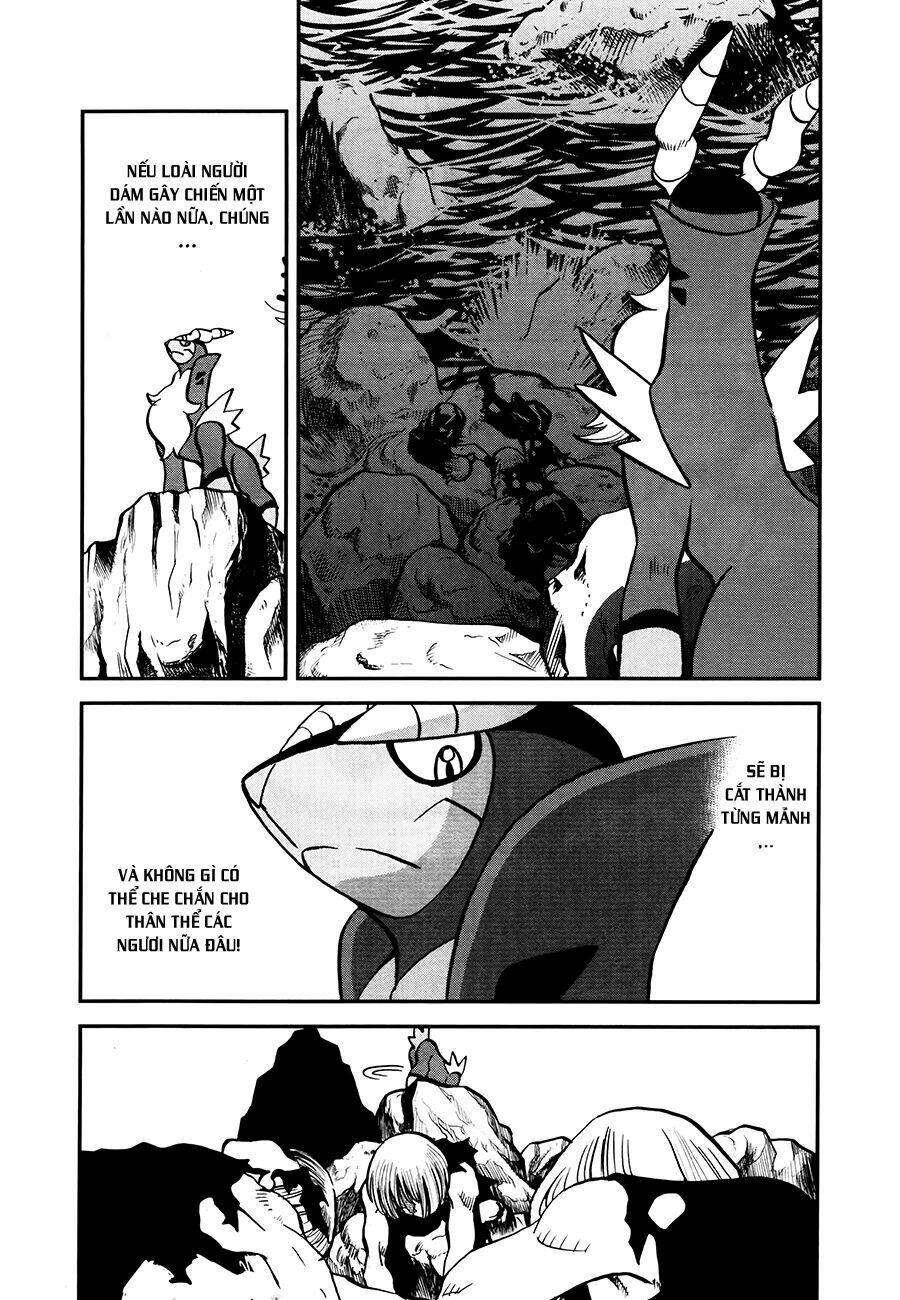 NẾU LOÀI NGƯỜI
DÁM GÂY CHIẾN MỘT
LẦN NÀO NỮA, CHÚNG
...
SẼ BỊ
CẮT THÀNH
TỪNG MẢNH
...
VÀ KHÔNG GÌ CÓ
THỂ CHE CHẮN CHO
THÂN THỂ CÁC
NGƯƠI NỮA ĐÂU!